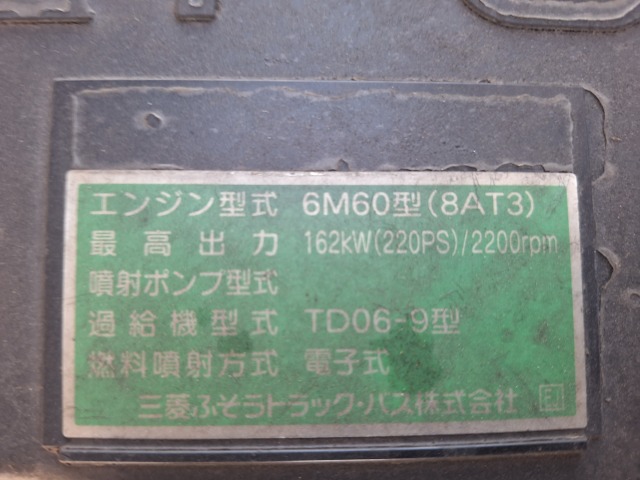 エンジン型式 6M60型(8AT3)
最高出力 162kW(220PS)/2200rpm
噴射ポンプ型式
過給機型式 TD06-9型
燃料噴射方式 電子式
三菱ふそうトラック・バス株式会社 EJ